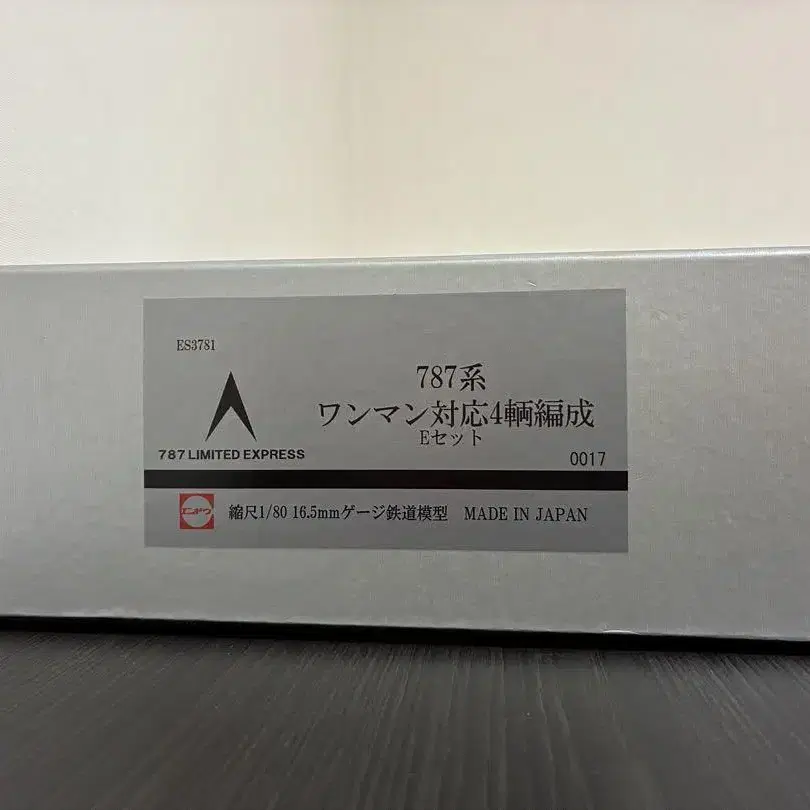 ES3781
787系
ワンマン対応4輌編成
Eセット
787 LIMITED EXPRESS
0017
エンドウ
縮尺1/80 16.5mmゲージ鉄道模型 MADE IN JAPAN